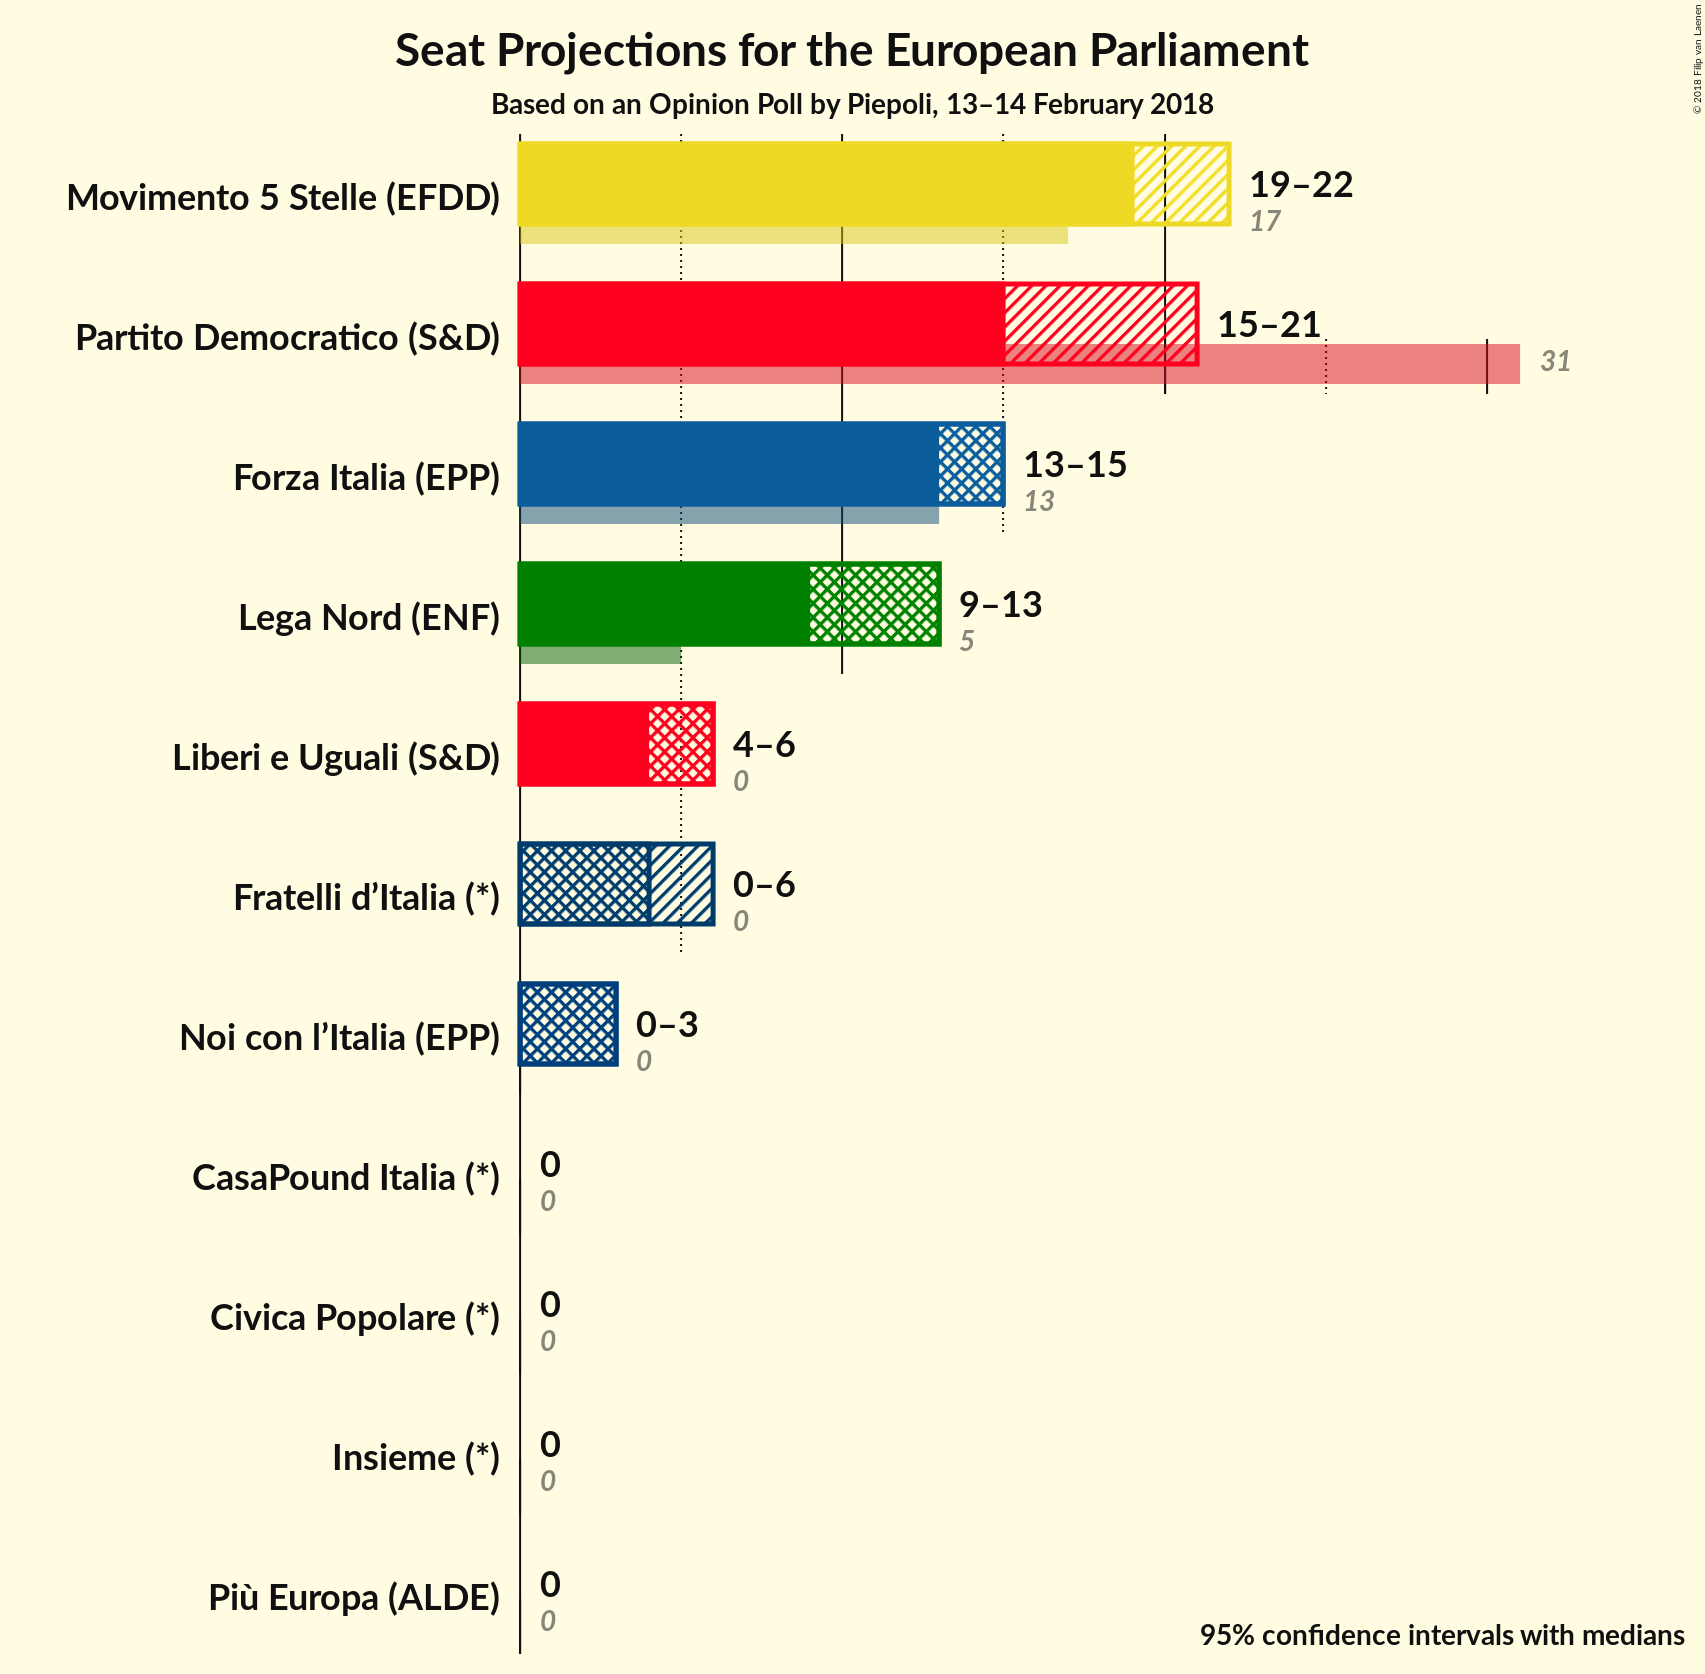 Seat Projections for the European Parliament
Based on an Opinion Poll by Piepoli, 13–14 February 2018
© 2018 Filip van Laenen
Movimento 5 Stelle (EFDD)
19–22
17
Partito Democratico (S&D)
15–21
31
Forza Italia (EPP)
13–15
13
Lega Nord (ENF)
9–13
5
Liberi e Uguali (S&D)
4–6
0
Fratelli d’Italia (*)
0–6
0
Noi con l’Italia (EPP)
0–3
0
CasaPound Italia (*)
0
0
Civica Popolare (*)
0
0
Insieme (*)
0
0
Più Europa (ALDE)
0
0
95% confidence intervals with medians